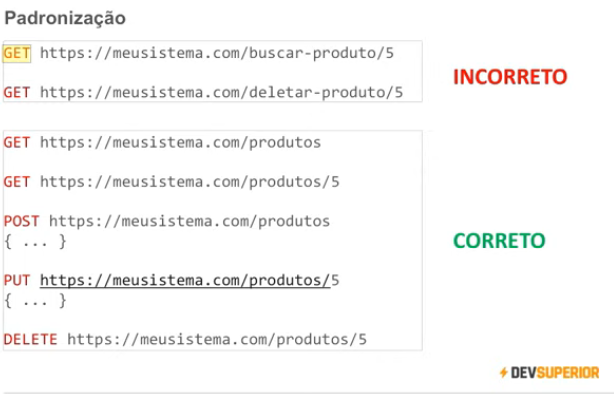 Padronização
GET https://meusistema.com/buscar-produto/5
GET https://meusistema.com/deletar-produto/5
INCORRETO
GET https://meusistema.com/produtos
GET https://meusistema.com/produtos/5
POST https://meusistema.com/produtos
{ ... }
PUT https://meusistema.com/produtos/5
{ ... }
DELETE https://meusistema.com/produtos/5
CORRETO
DEVSUPERIOR